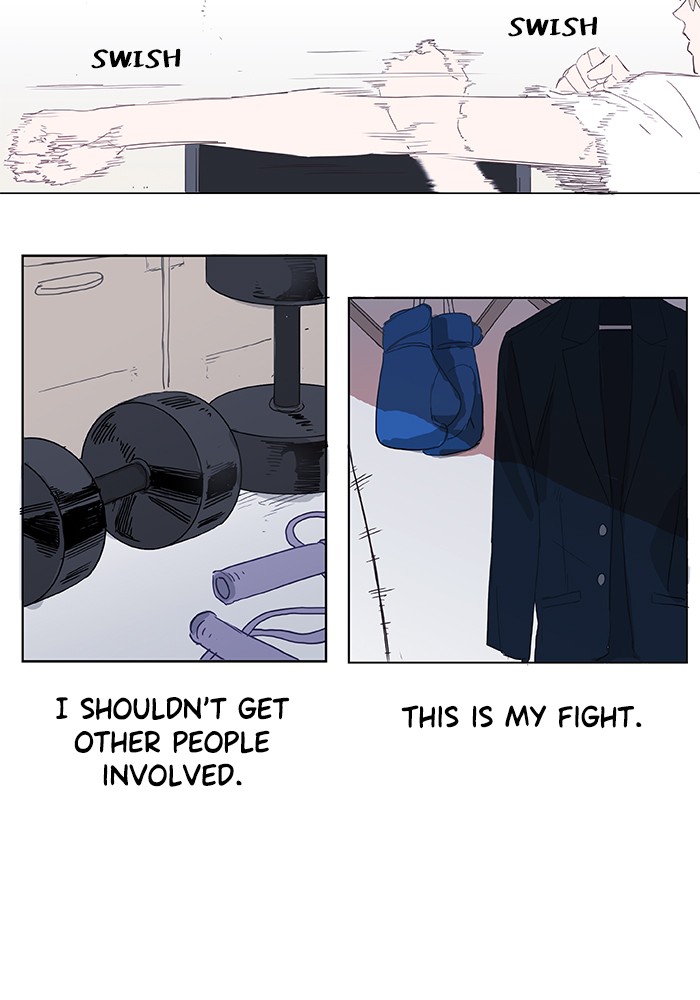 SWISH
SWISH
I SHOULDN'T GET
OTHER PEOPLE
INVOLVED.
THIS IS MY FIGHT.